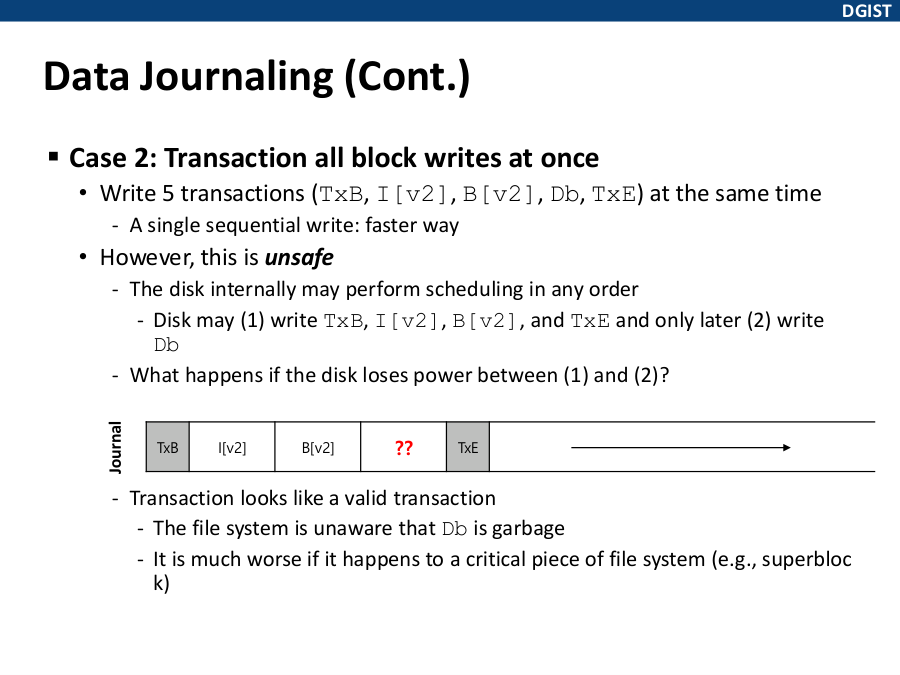 DGIST
Data Journaling (Cont.)
▪ Case 2: Transaction all block writes at once
• Write 5 transactions (TxB, I[v2], B[v2], Db, TxE) at the same time
- A single sequential write: faster way
• However, this is unsafe
- The disk internally may perform scheduling in any order
- Disk may (1) write TxB, I[v2], B[v2], and TxE and only later (2) write
Db
- What happens if the disk loses power between (1) and (2)?
Journal
TxB I[v2] B[v2] ?? TxE
- Transaction looks like a valid transaction
- The file system is unaware that Db is garbage
- It is much worse if it happens to a critical piece of file system (e.g., superbloc
k)